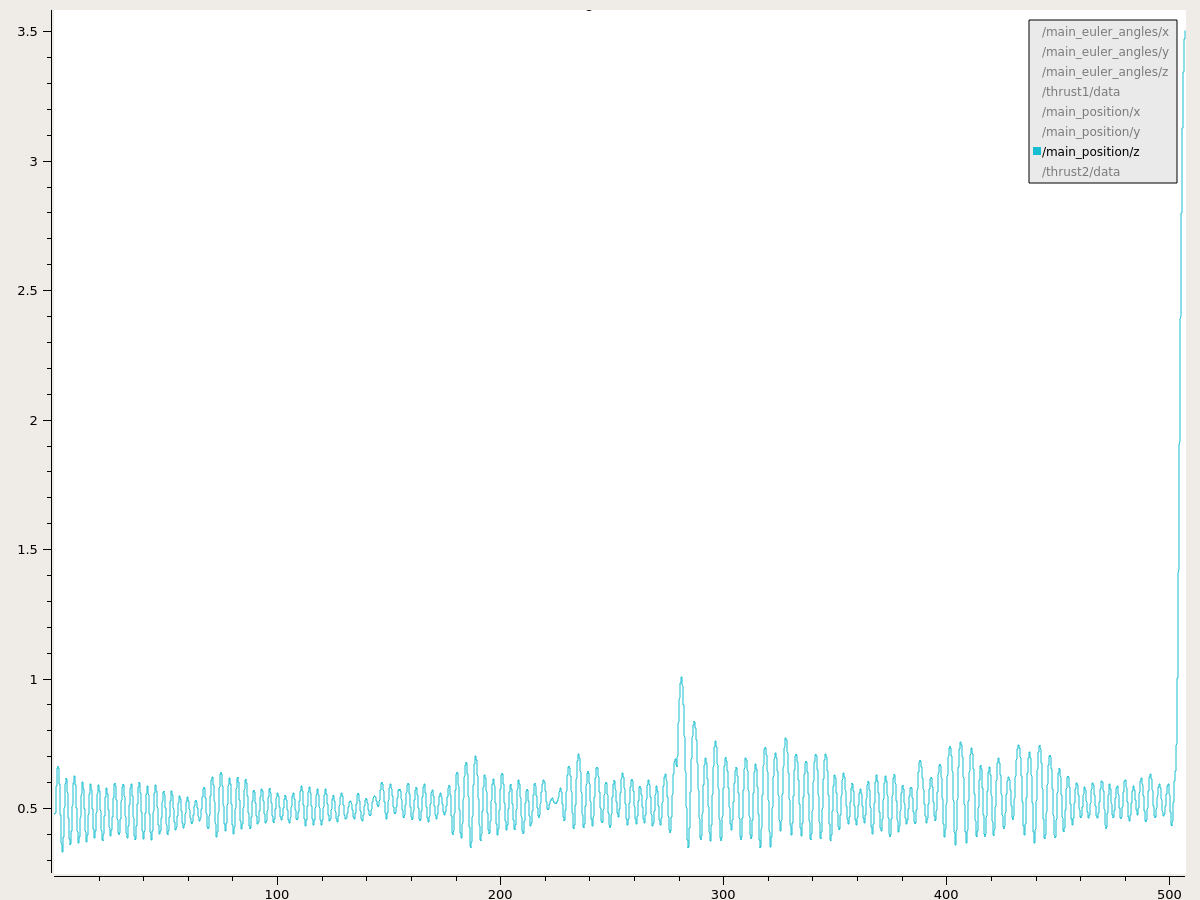 3.5
3
2.5
2
1.5
1
0.5
100
200
300
400
500
/main_euler_angles/x
/main_euler_angles/y
/main_euler_angles/z
/thrust1/data
/main_position/x
/main_position/y
/main_position/z
/thrust2/data